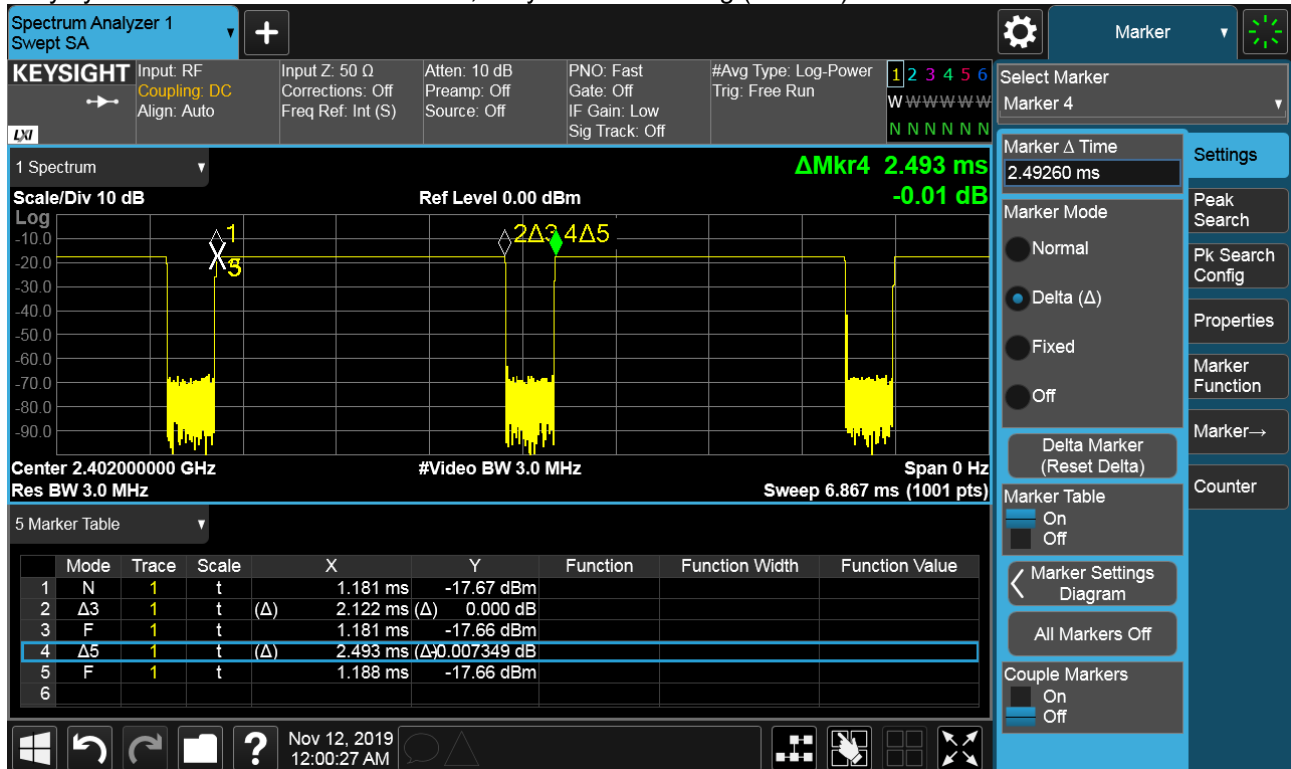 Spectrum Analyzer 1
Swept SA
Marker
KEYSIGHT
LXI
Input: RF
Coupling: DC
Align: Auto
Input Z: 50 Ω
Corrections: Off
Freq Ref: Int (S)
Atten: 10 dB
Preamp: Off
Source: Off
PNO: Fast
Gate: Off
IF Gain: Low
Sig Track: Off
#Avg Type: Log-Power
Trig: Free Run
1 2 3 4 5 6
W W W W W W
N N N N N N
Select Marker
Marker 4
1 Spectrum
ΔMkr4 2.493 ms
-0.01 dB
Scale/Div 10 dB
Ref Level 0.00 dBm
Log
-10.0
-20.0
-30.0
-40.0
-50.0
-60.0
-70.0
-80.0
-90.0
1
2Δ3
4Δ5
Center 2.402000000 GHz
#Video BW 3.0 MHz
Span 0 Hz
Res BW 3.0 MHz
Sweep 6.867 ms (1001 pts)
5 Marker Table
Mode Trace Scale X Y Function Function Width Function Value
1 N 1 t 1.181 ms -17.67 dBm
2 Δ3 1 t (Δ) 2.122 ms (Δ) 0.000 dB
3 F 1 t 1.181 ms -17.66 dBm
4 Δ5 1 t (Δ) 2.493 ms (Δ) -0.007349 dB
5 F 1 t 1.188 ms -17.66 dBm
6
Marker Δ Time
2.49260 ms
Marker Mode
Normal
Delta (Δ)
Fixed
Off
Delta Marker
(Reset Delta)
Marker Table
On
Off
Marker Settings
Diagram
All Markers Off
Couple Markers
On
Off
Settings
Peak
Search
Pk Search
Config
Properties
Marker
Function
Marker→
Counter
?
Nov 12, 2019
12:00:27 AM